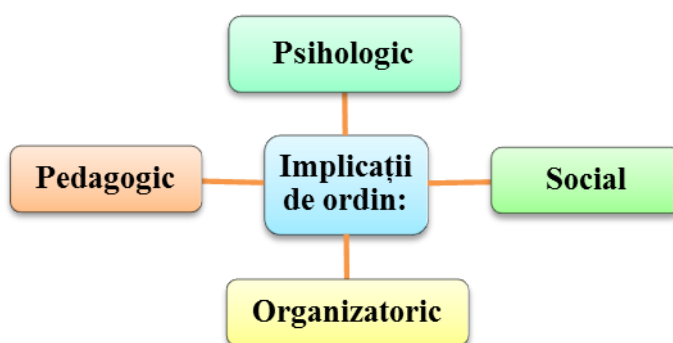 Psihologic
Pedagogic
Implicații
de ordin:
Social
Organizatoric